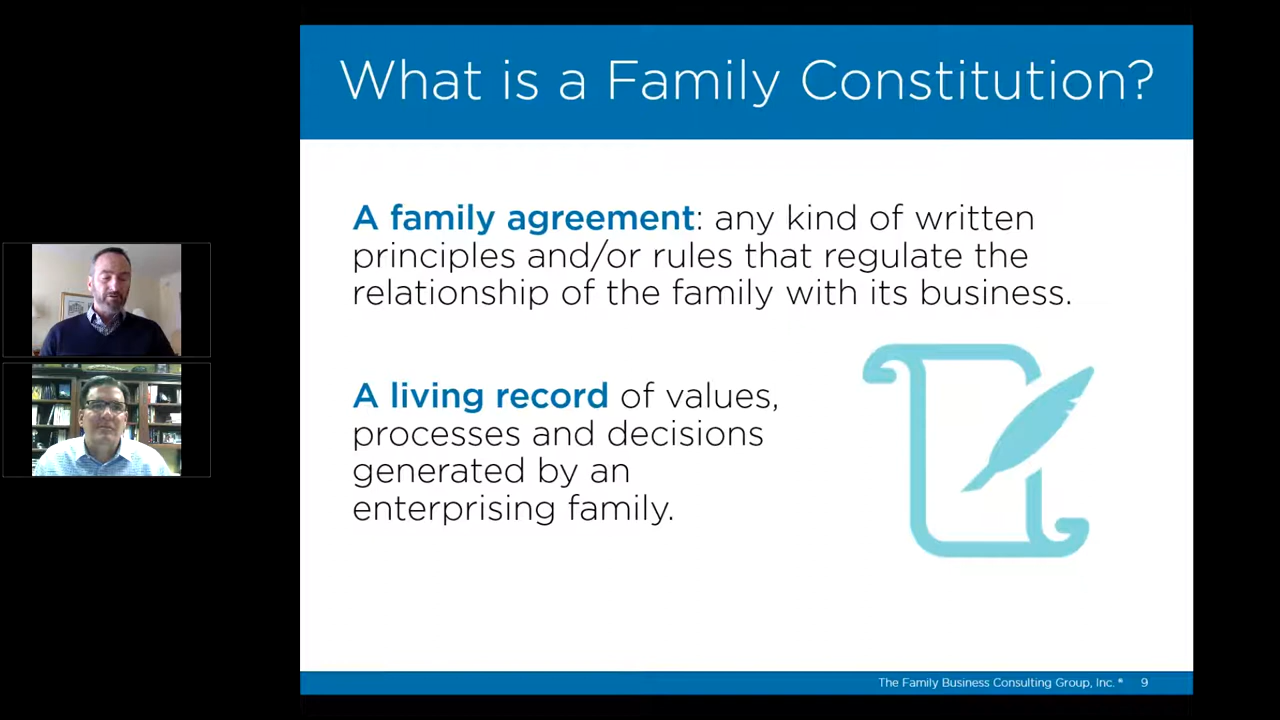 What is a Family Constitution?
A family agreement: any kind of written
principles and/or rules that regulate the
relationship of the family with its business.
A living record of values,
processes and decisions
generated by an
enterprising family.
The Family Business Consulting Group, Inc.® 9